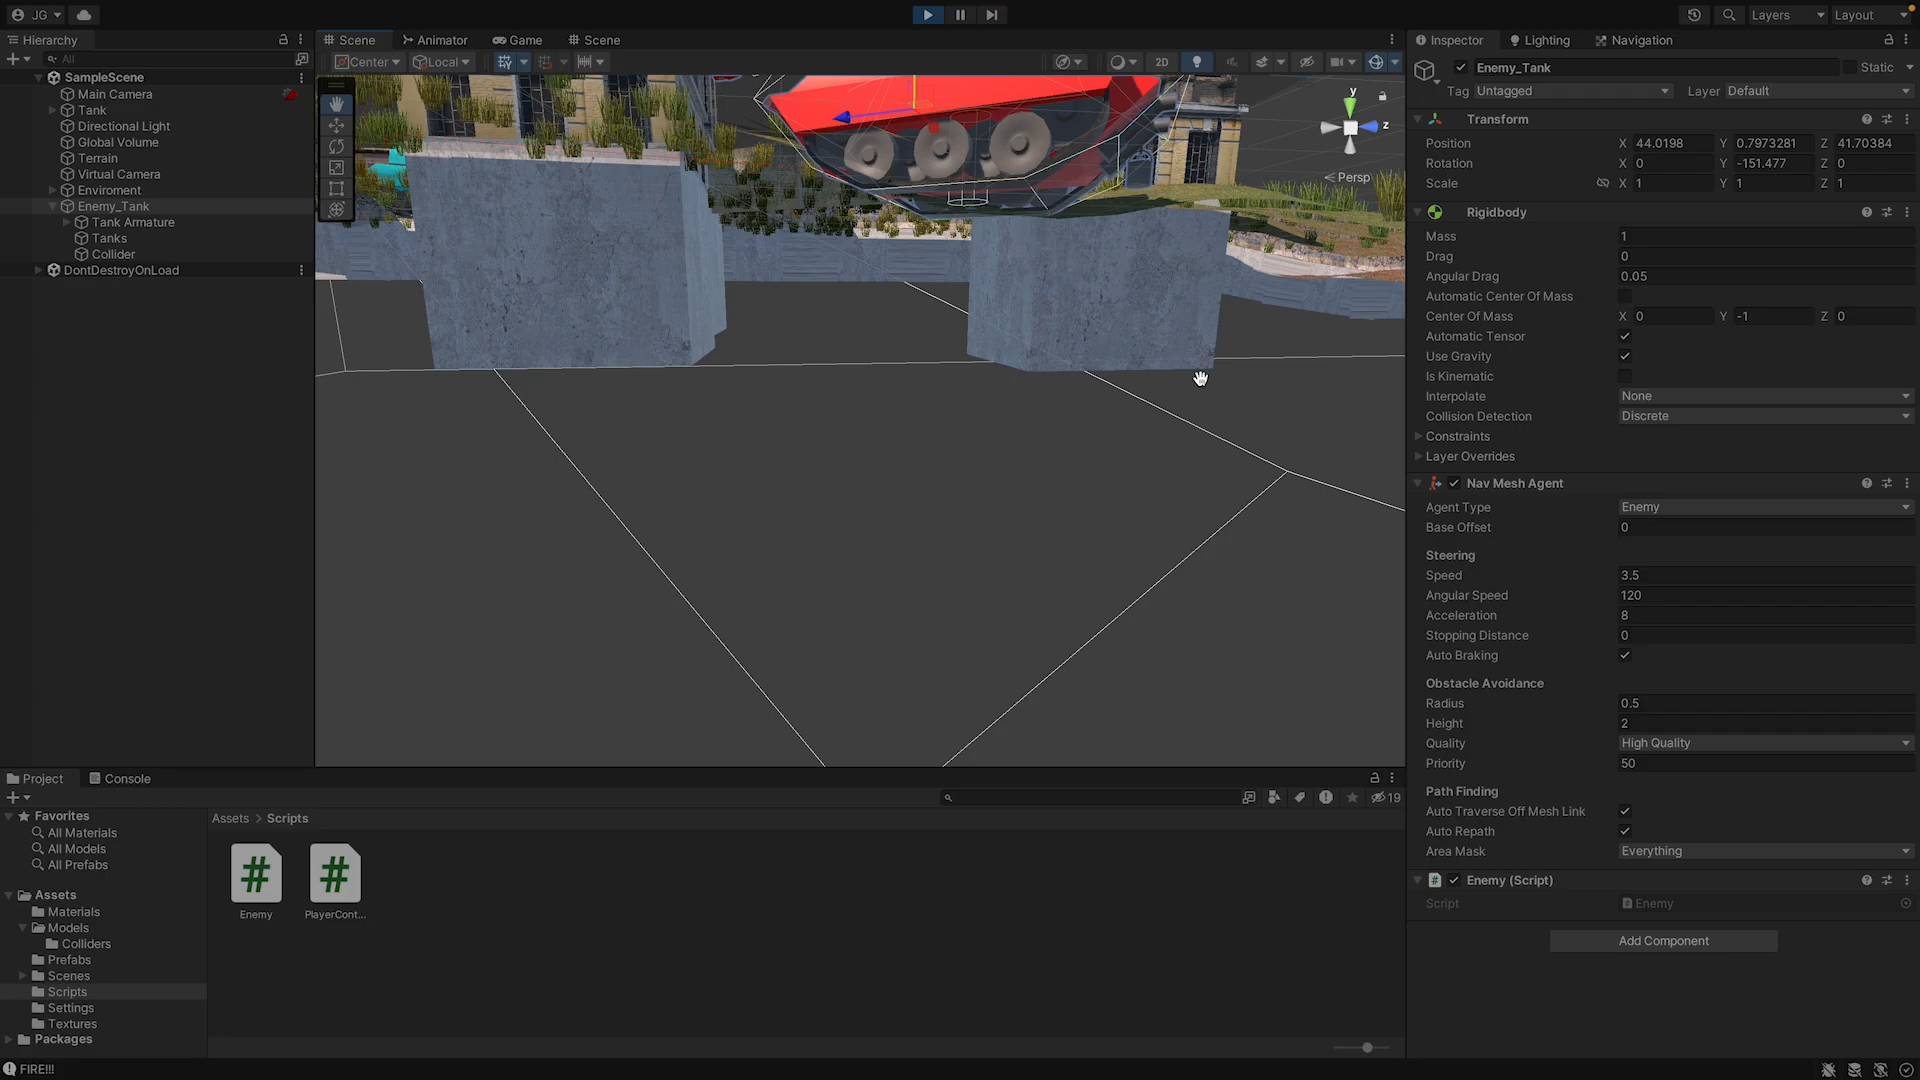 JG
Layers
Layout
Hierarchy
All
SampleScene
Main Camera
Tank
Directional Light
Global Volume
Terrain
Virtual Camera
Enviroment
Enemy_Tank
Tank Armature
Tanks
Collider
DontDestroyOnLoad
Scene
Animator
Game
Scene
Center
Local
2D
y
z
Persp
Inspector
Lighting
Navigation
Enemy_Tank
Static
Tag Untagged
Layer Default
Transform
Position X 44.0198 Y 0.7973281 Z 41.70384
Rotation X 0 Y -151.477 Z 0
Scale X 1 Y 1 Z 1
Rigidbody
Mass 1
Drag 0
Angular Drag 0.05
Automatic Center Of Mass
Center Of Mass X 0 Y -1 Z 0
Automatic Tensor
Use Gravity
Is Kinematic
Interpolate None
Collision Detection Discrete
Constraints
Layer Overrides
Nav Mesh Agent
Agent Type Enemy
Base Offset 0
Steering
Speed 3.5
Angular Speed 120
Acceleration 8
Stopping Distance 0
Auto Braking
Obstacle Avoidance
Radius 0.5
Height 2
Quality High Quality
Priority 50
Path Finding
Auto Traverse Off Mesh Link
Auto Repath
Area Mask Everything
Enemy (Script)
Script Enemy
Add Component
Project
Console
19
Favorites
All Materials
All Models
All Prefabs
Assets
Materials
Models
Colliders
Prefabs
Scenes
Scripts
Settings
Textures
Packages
Assets > Scripts
#
#
Enemy
PlayerCont...
FIRE!!!